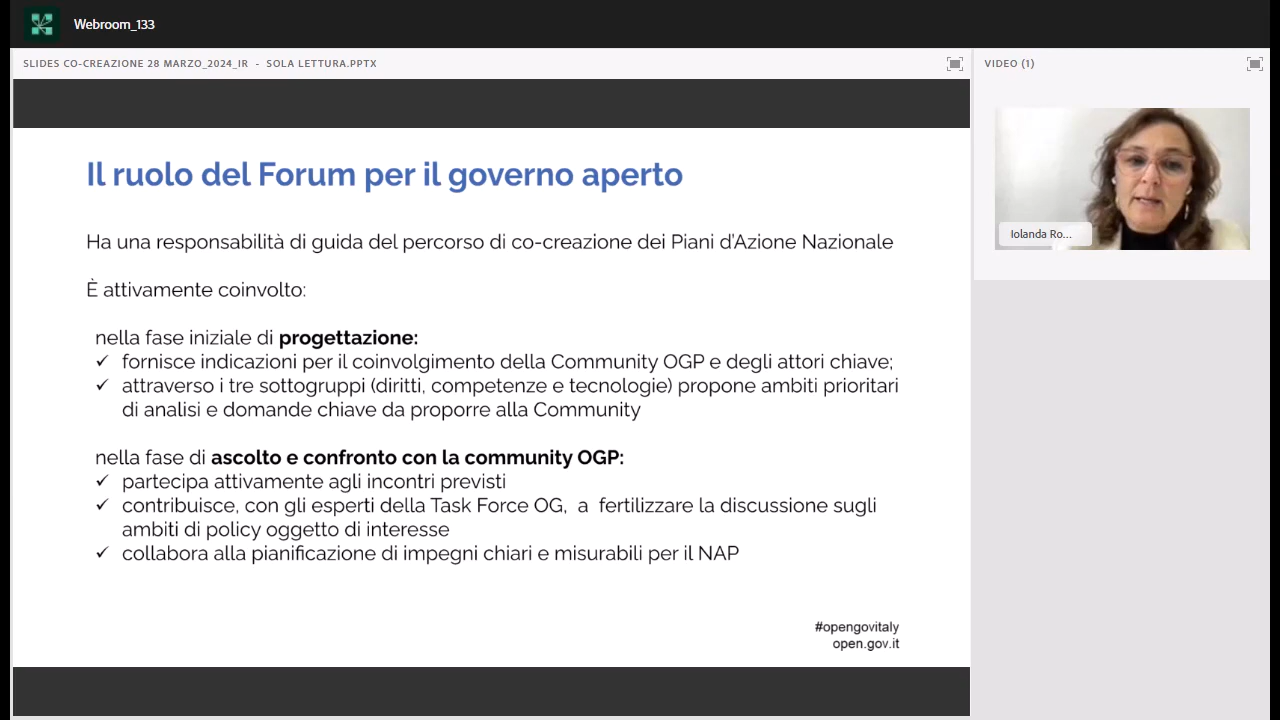 Webroom_133
SLIDES CO-CREAZIONE 28 MARZO_2024_IR - SOLA LETTURA.PPTX
VIDEO (1)
Il ruolo del Forum per il governo aperto
Ha una responsabilità di guida del percorso di co-creazione dei Piani d'Azione Nazionale
È attivamente coinvolto:
nella fase iniziale di progettazione:
✓ fornisce indicazioni per il coinvolgimento della Community OGP e degli attori chiave;
✓ attraverso i tre sottogruppi (diritti, competenze e tecnologie) propone ambiti prioritari
di analisi e domande chiave da proporre alla Community
nella fase di ascolto e confronto con la community OGP:
✓ partecipa attivamente agli incontri previsti
✓ contribuisce, con gli esperti della Task Force OG, a fertilizzare la discussione sugli
ambiti di policy oggetto di interesse
✓ collabora alla pianificazione di impegni chiari e misurabili per il NAP
#opengovitaly
open.gov.it
Iolanda Ro...